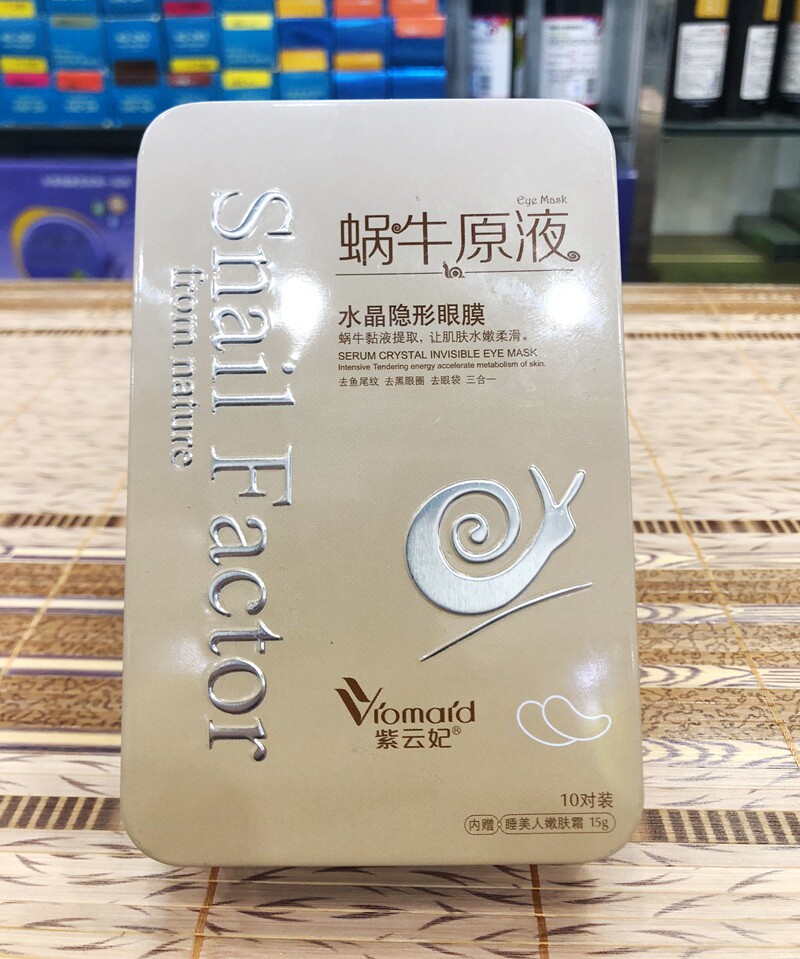 Snail Factor
from nature
Eye Mask
蜗牛原液
水晶隐形眼膜
蜗牛黏液提取，让肌肤水嫩柔滑。
SERUM CRYSTAL INVISIBLE EYE MASK
Intensive Tendering energy accelerate metabolism of skin.
去鱼尾纹 去黑眼圈 去眼袋 三合一
Vromard
紫云妃®
10对装
内赠 睡美人嫩肤霜 15g